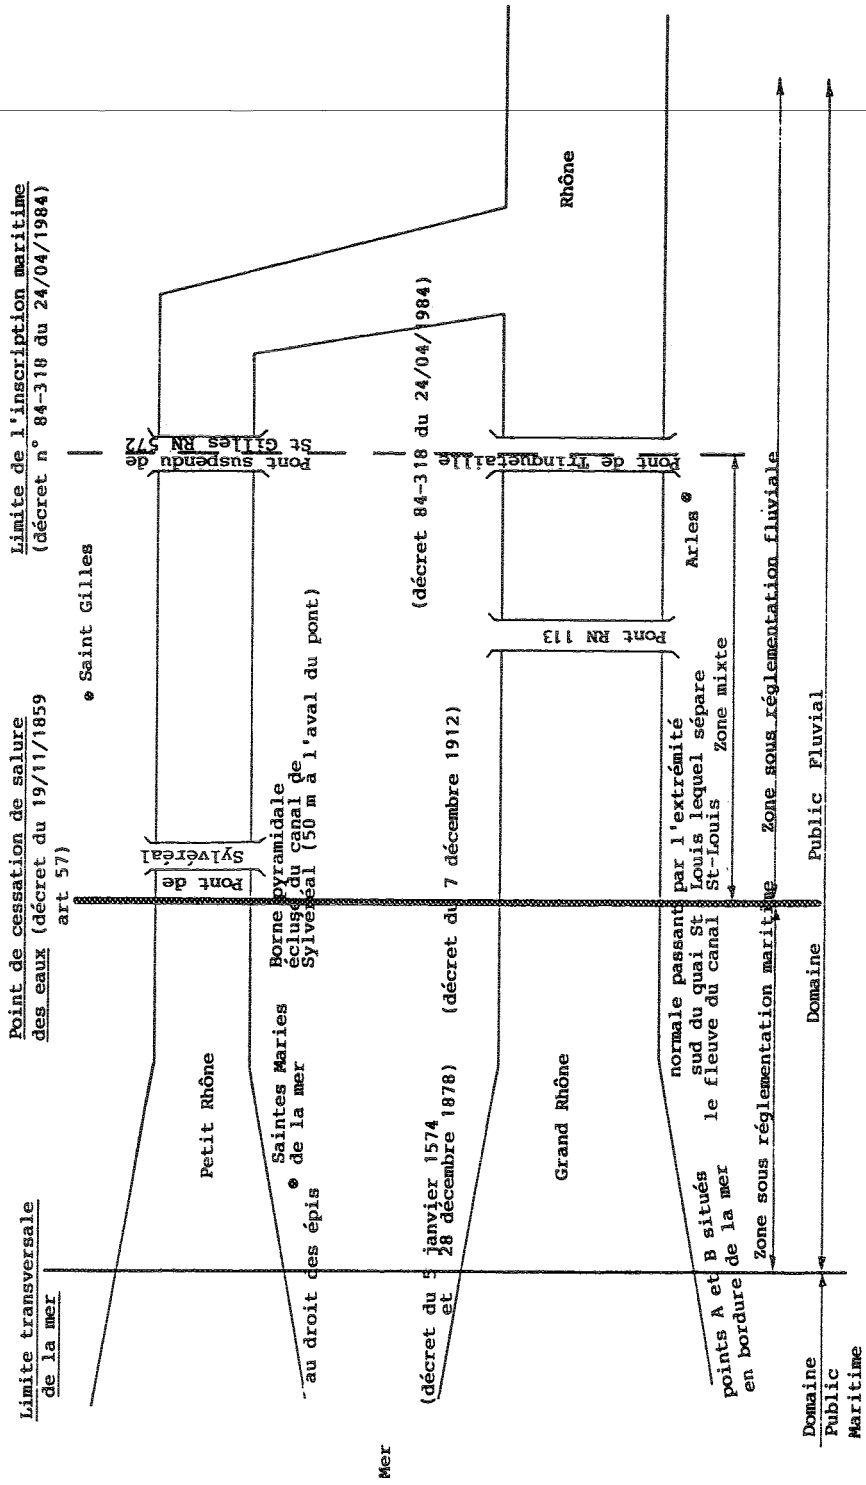 Limite transversale
de la mer
Point de cessation de salure
des eaux (décret du 19/11/1859
art 57)
Limite de l'inscription maritime
(décret n° 84-318 du 24/04/1984)
Saint Gilles
Pont de
Sylvéréal
Pont suspendu de
St Gilles RN 572
Petit Rhône
Borne pyramidale
écluse du canal de
Sylveréal (50 m à l'aval du pont)
Saintes Maries
de la mer
au droit des épis
Mer
(décret du 5 janvier 1574
et 28 décembre 1878)
(décret du 7 décembre 1912)
(décret 84-318 du 24/04/1984)
Rhône
Grand Rhône
Pont RN 113
Pont de Trinquetaille
Arles
points A et B situés
en bordure de la mer
normale passant par l'extrémité
sud du quai St Louis lequel sépare
le fleuve du canal St-Louis
Zone mixte
Zone sous réglementation maritime
Zone sous réglementation fluviale
Domaine
Public
Maritime
Domaine Public Fluvial